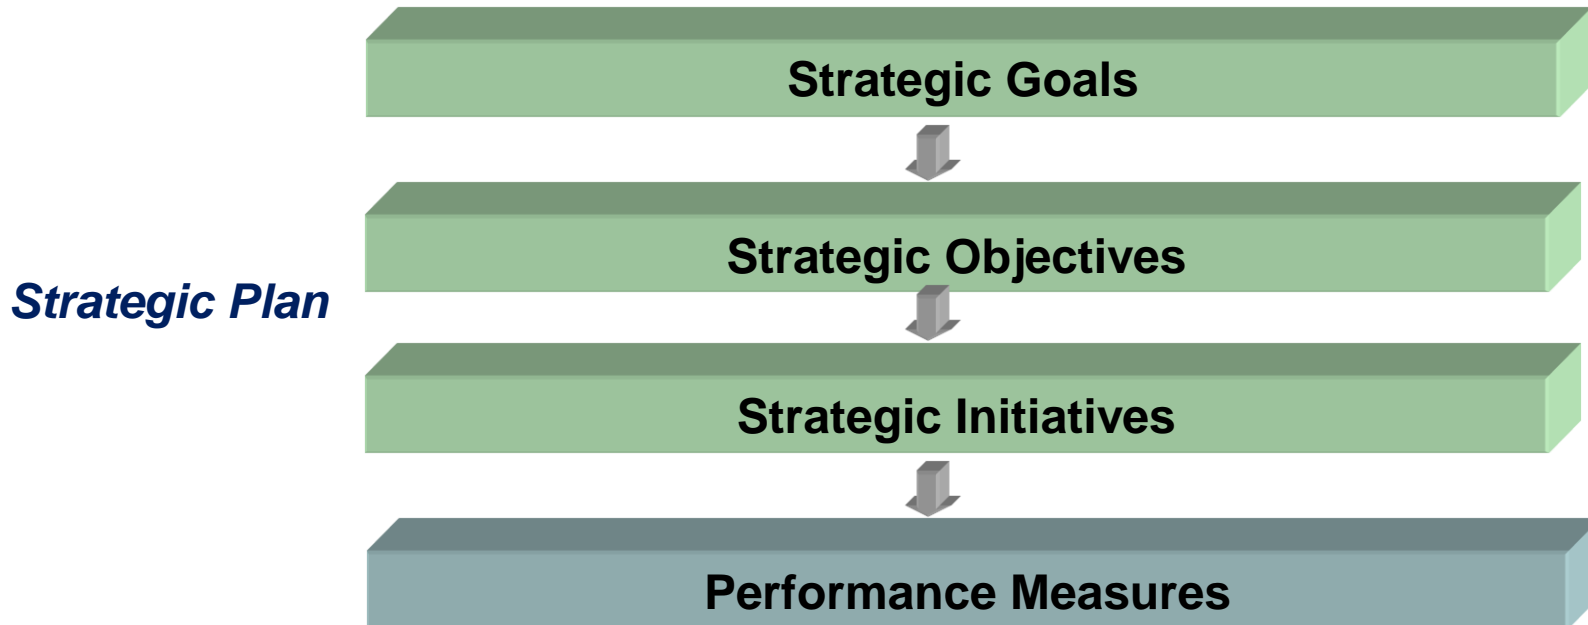 Strategic Goals
Strategic Objectives
Strategic Plan
Strategic Initiatives
Performance Measures